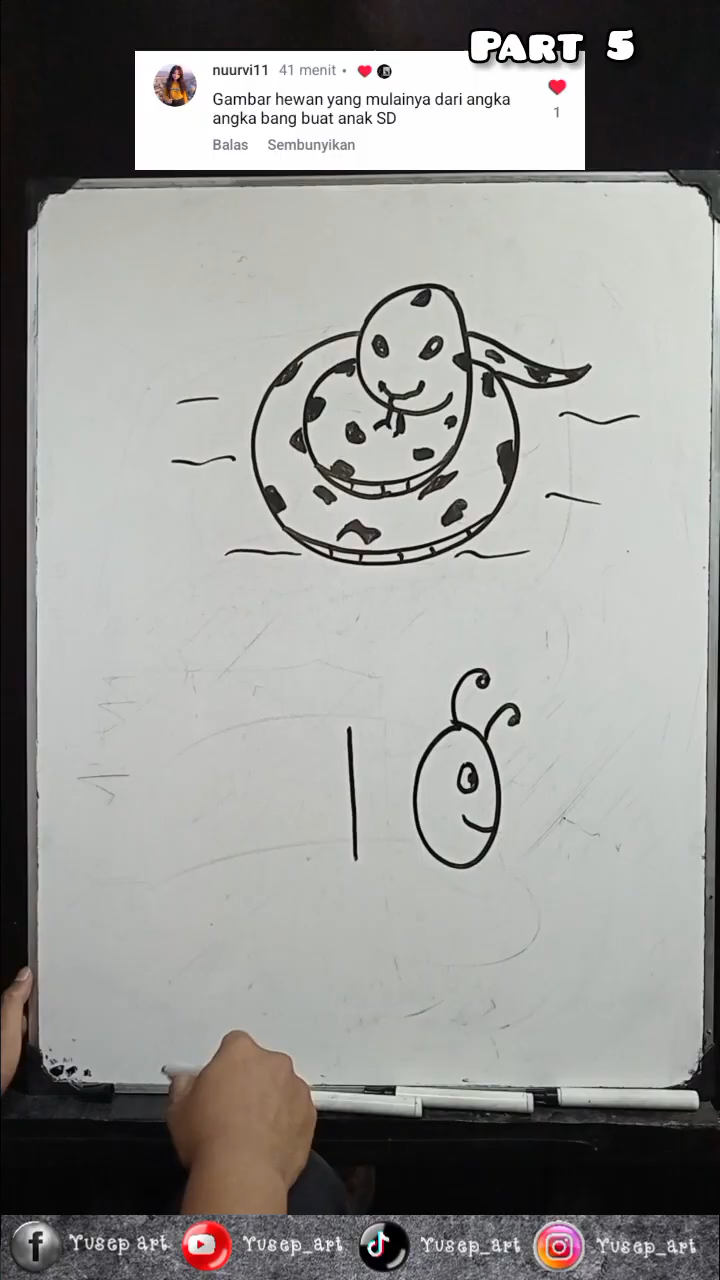 PART 5
nuurvi11 41 menit •
Gambar hewan yang mulainya dari angka
angka bang buat anak SD
1
Balas Sembunyikan
10
Yusep art Yusep_art Yusep_art Yusep_art